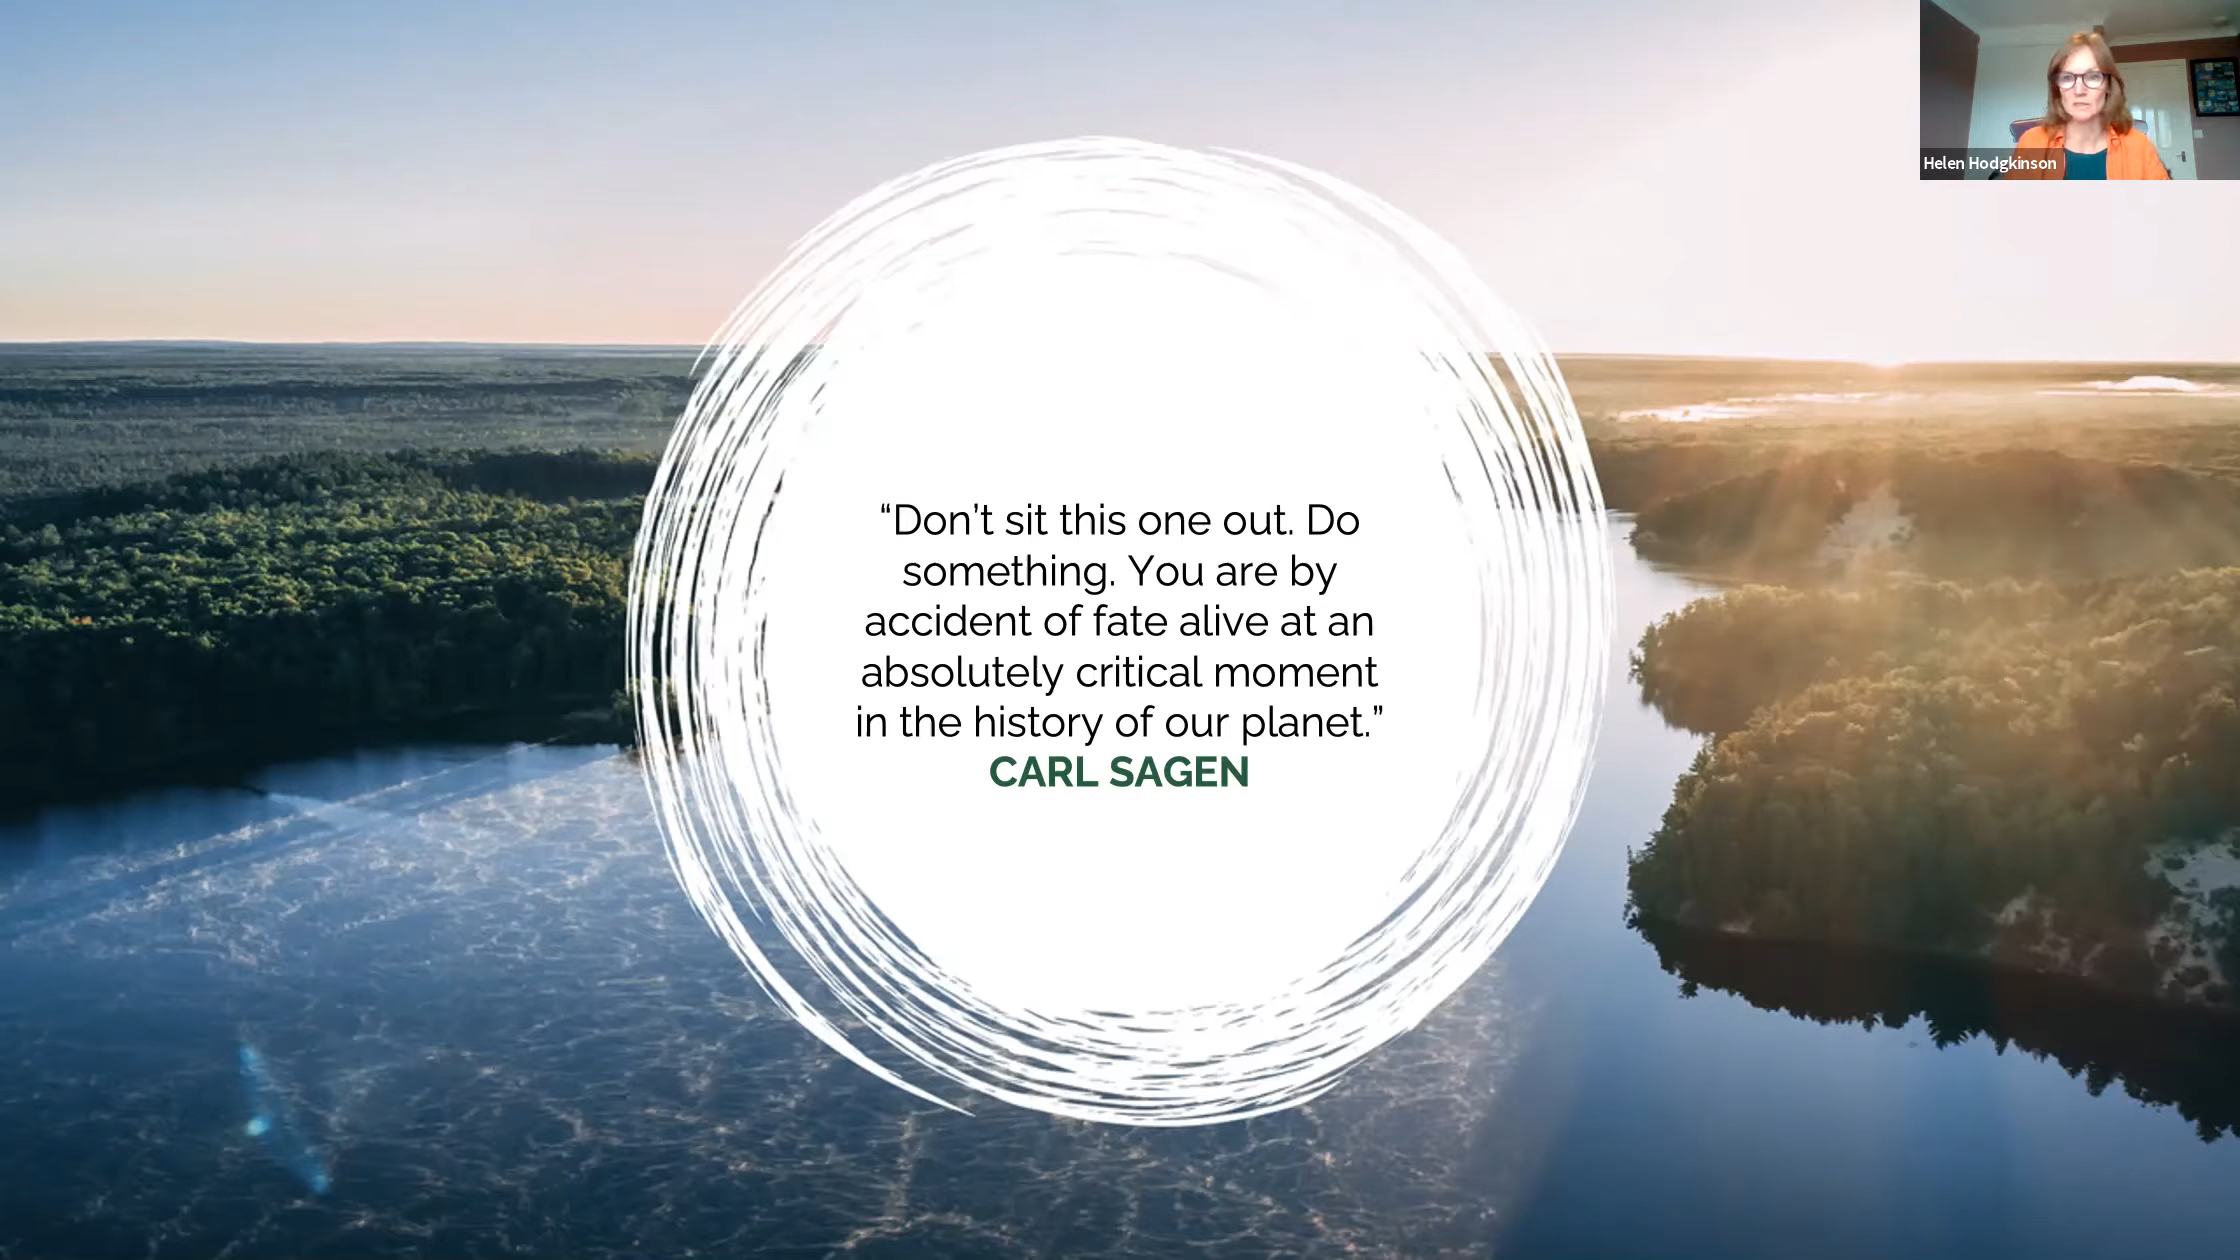 Helen Hodgkinson
“Don’t sit this one out. Do
something. You are by
accident of fate alive at an
absolutely critical moment
in the history of our planet.”
CARL SAGEN